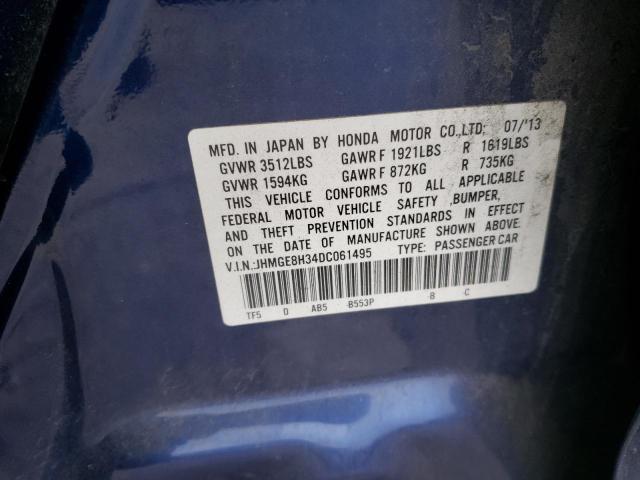 MFD. IN JAPAN BY HONDA MOTOR CO.,LTD: 07/'13
GVWR 3512LBS GAWR F 1921LBS R 1619LBS
GVWR 1594KG GAWR F 872KG R 735KG
THIS VEHICLE CONFORMS TO ALL APPLICABLE
FEDERAL MOTOR VEHICLE SAFETY ,BUMPER,
AND THEFT PREVENTION STANDARDS IN EFFECT
ON THE DATE OF MANUFACTURE SHOWN ABOVE.
V.I.N.:JHMGE8H34DC061495 TYPE: PASSENGER CAR
TF5 D AB5 -B553P -B -C